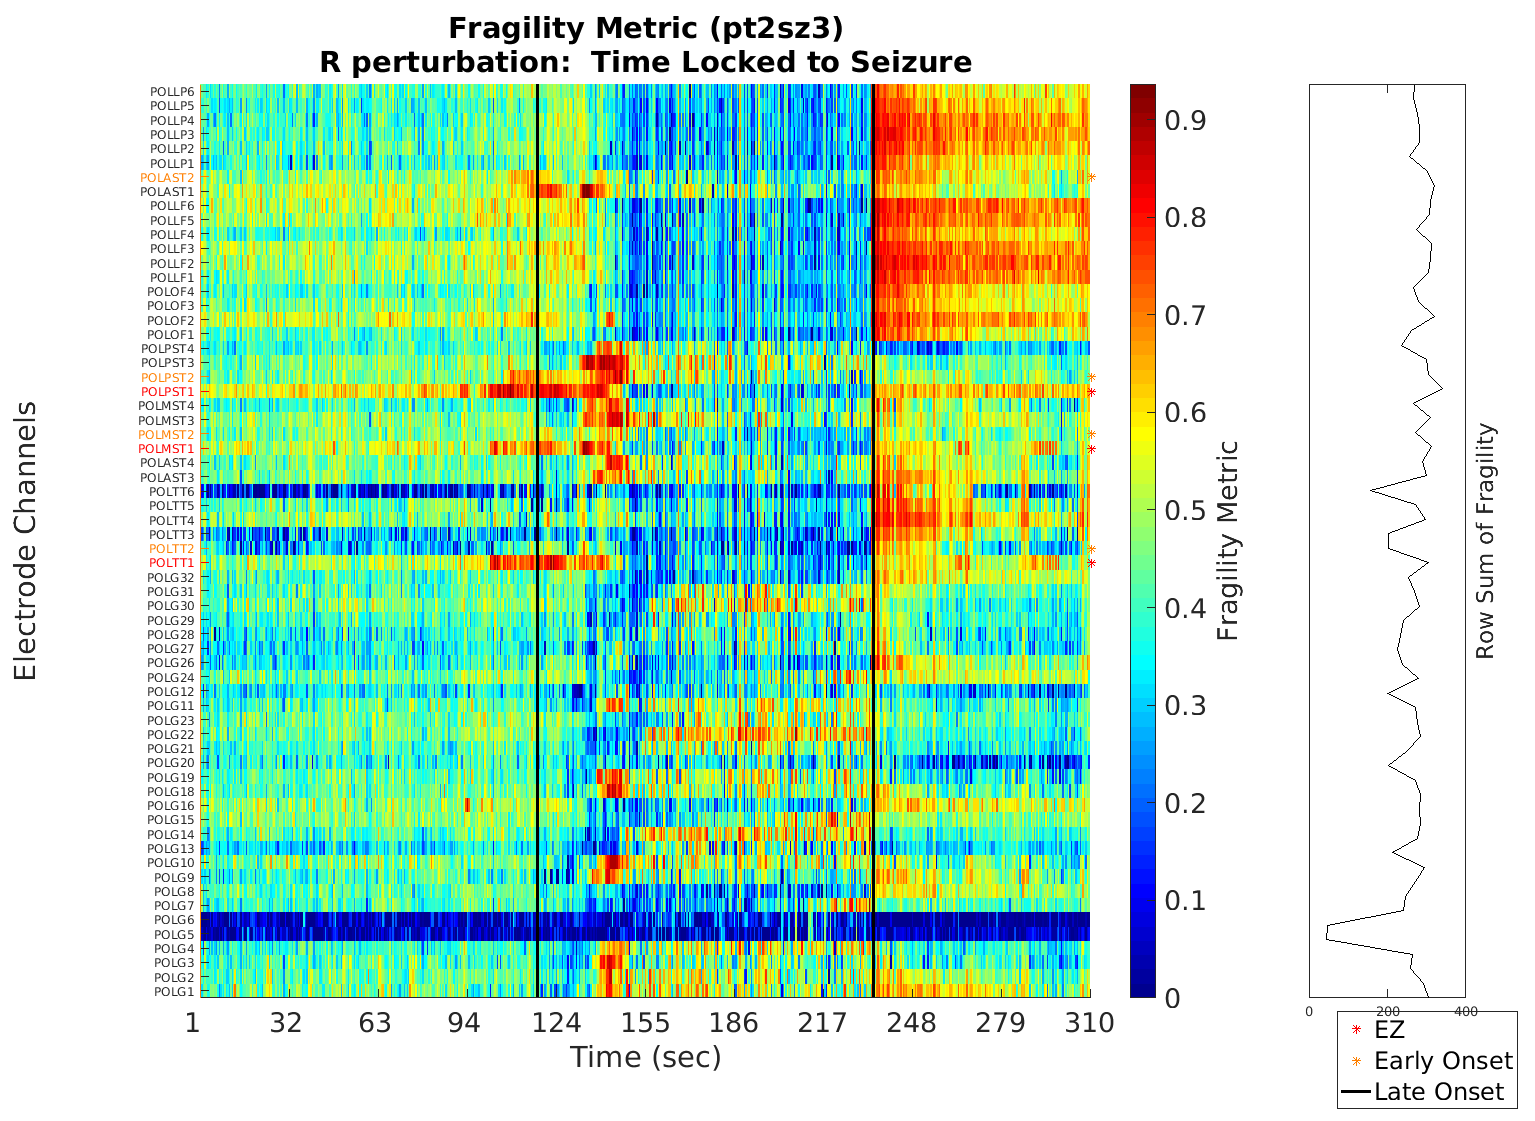 Fragility Metric (pt2sz3)
R perturbation: Time Locked to Seizure
Electrode Channels
POLLP6
POLLP5
POLLP4
POLLP3
POLLP2
POLLP1
POLAST2
POLAST1
POLLF6
POLLF5
POLLF4
POLLF3
POLLF2
POLLF1
POLOF4
POLOF3
POLOF2
POLOF1
POLPST4
POLPST3
POLPST2
POLPST1
POLMST4
POLMST3
POLMST2
POLMST1
POLAST4
POLAST3
POLTT6
POLTT5
POLTT4
POLTT3
POLTT2
POLTT1
POLG32
POLG31
POLG30
POLG29
POLG28
POLG27
POLG26
POLG24
POLG12
POLG11
POLG23
POLG22
POLG21
POLG20
POLG19
POLG18
POLG16
POLG15
POLG14
POLG13
POLG10
POLG9
POLG8
POLG7
POLG6
POLG5
POLG4
POLG3
POLG2
POLG1
1 32 63 94 124 155 186 217 248 279 310
Time (sec)
0.9
0.8
0.7
0.6
0.5
0.4
0.3
0.2
0.1
0
Fragility Metric
0 200 400
Row Sum of Fragility
EZ
Early Onset
Late Onset